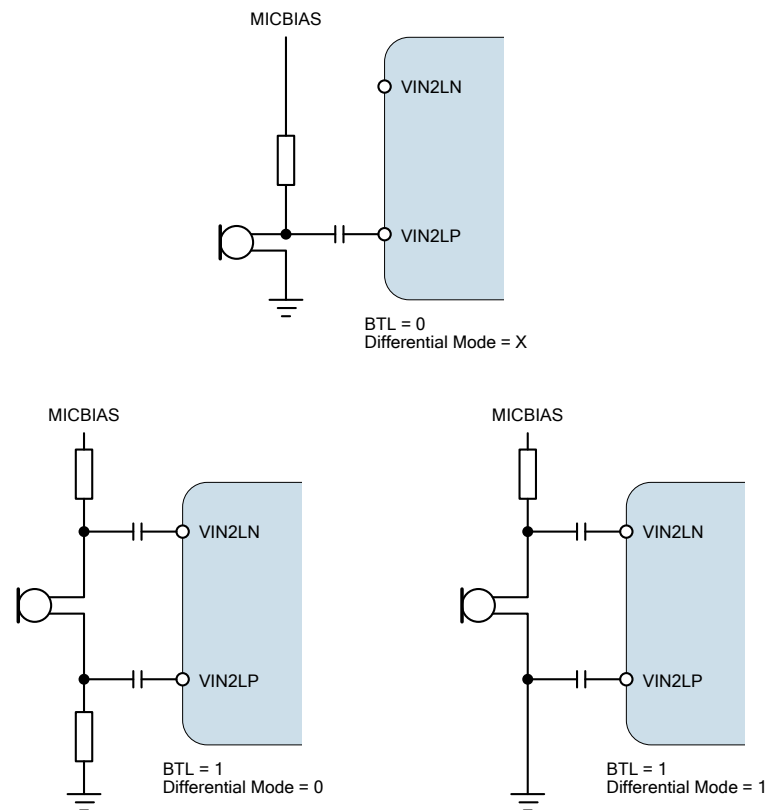 MICBIAS
VIN2LN
VIN2LP
BTL = 0
Differential Mode = X
MICBIAS
VIN2LN
VIN2LP
BTL = 1
Differential Mode = 0
MICBIAS
VIN2LN
VIN2LP
BTL = 1
Differential Mode = 1